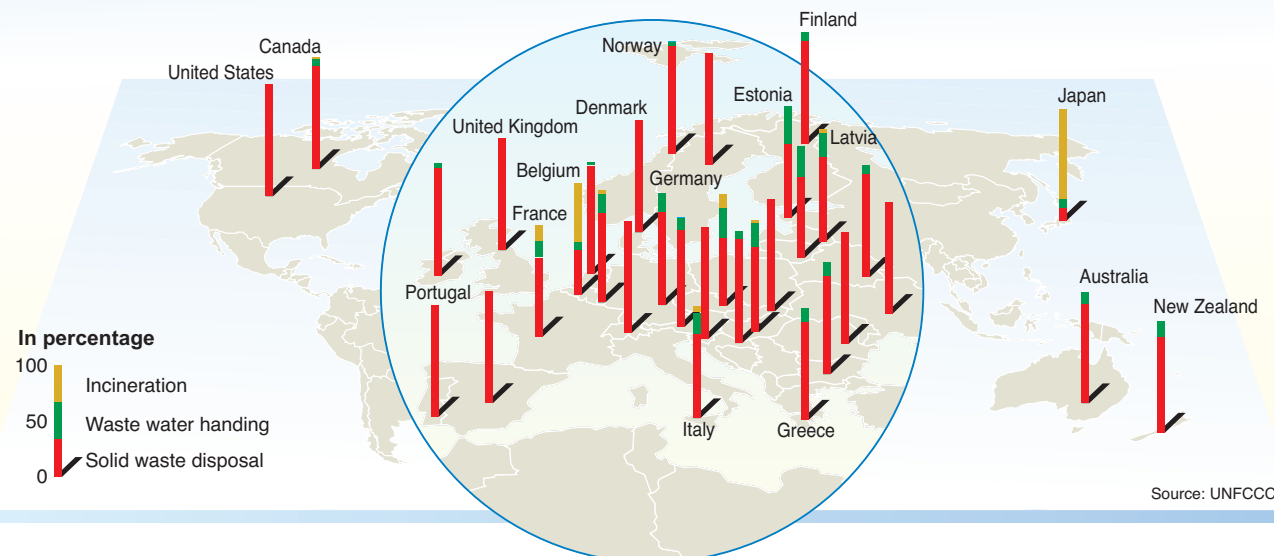 Finland
Canada
Norway
United States
Estonia
Japan
Denmark
United Kingdom
Latvia
Belgium
Germany
France
Australia
Portugal
New Zealand
In percentage
100
Incineration
50
Waste water handing
Italy
Greece
0
Solid waste disposal
Source: UNFCCC